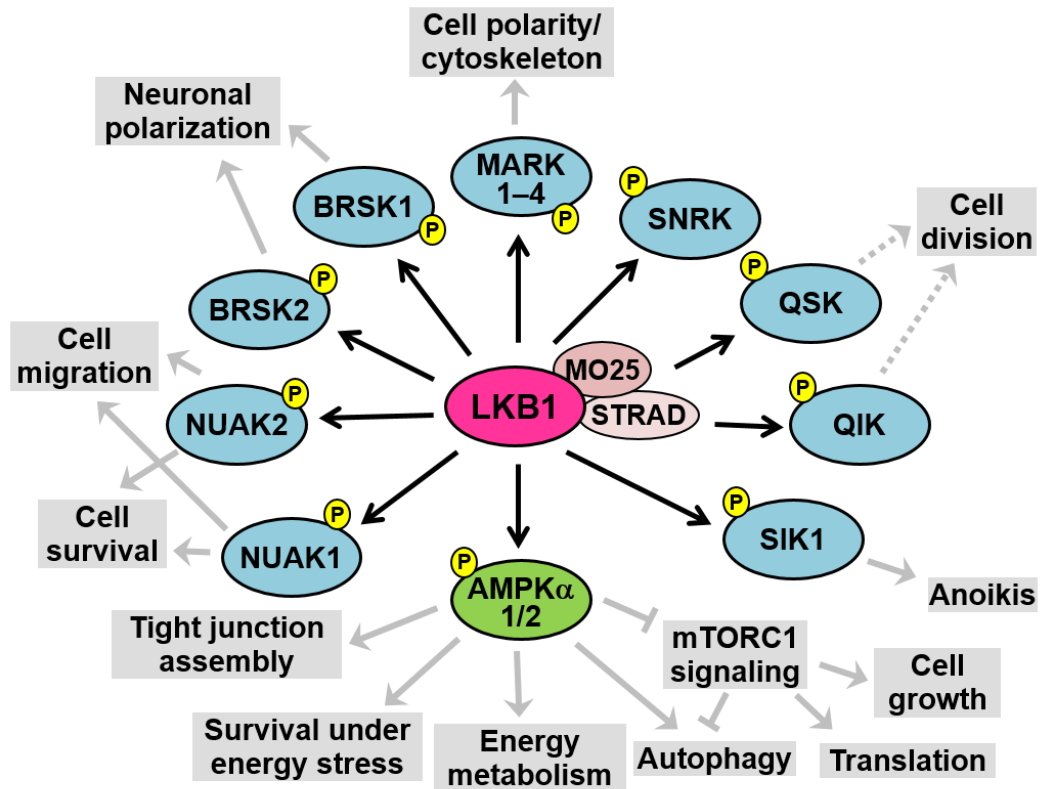 Cell polarity/
cytoskeleton
Neuronal
polarization
MARK
1–4
P
BRSK1
P
P
SNRK
Cell
division
P
QSK
BRSK2
P
Cell
migration
MO25
LKB1
STRAD
P
QIK
NUAK2
P
Cell
survival
P
NUAK1
P
SIK1
P
AMPKα
1/2
Anoikis
Tight junction
assembly
mTORC1
signaling
Cell
growth
Survival under
energy stress
Energy
metabolism
Autophagy
Translation